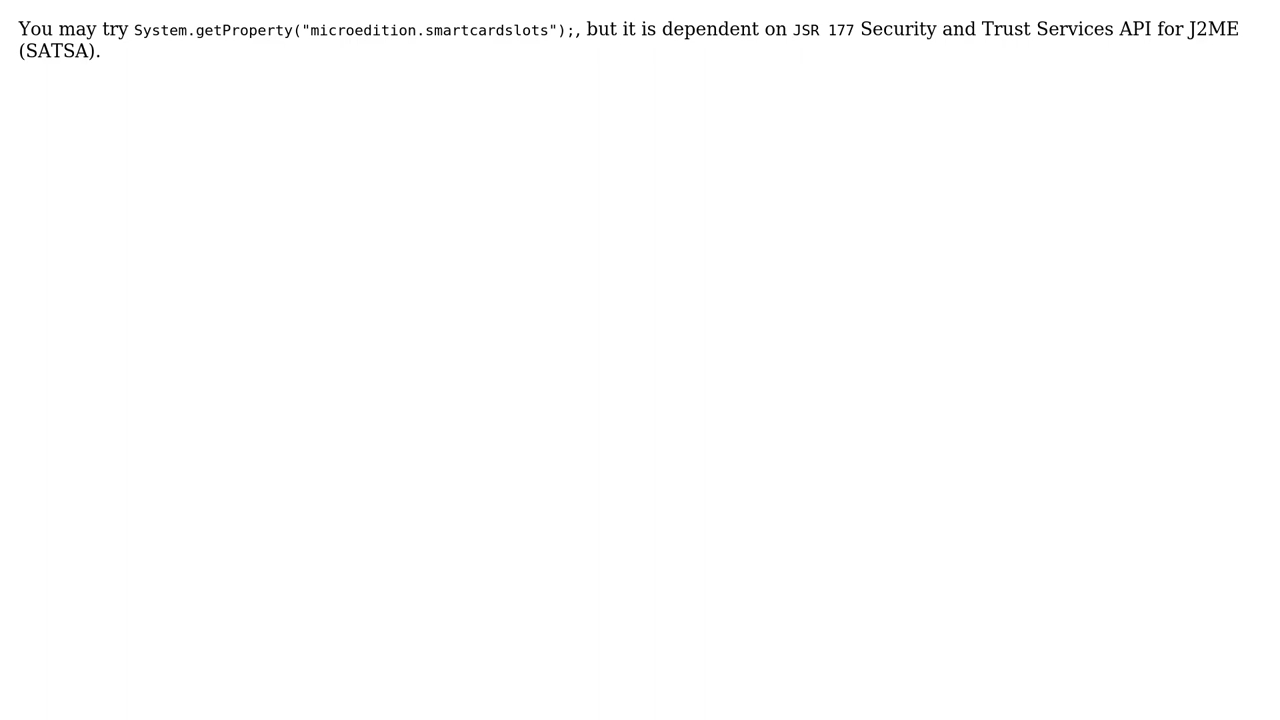 You may try System.getProperty("microedition.smartcardslots");, but it is dependent on JSR 177 Security and Trust Services API for J2ME
(SATSA).